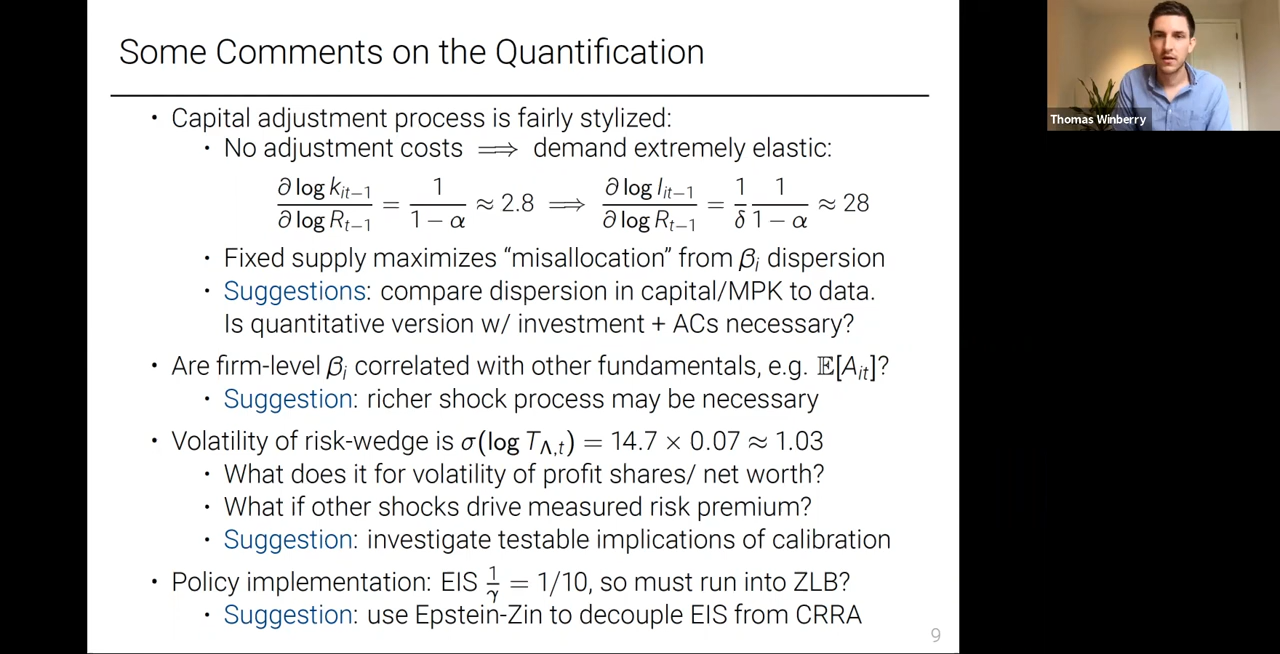 Some Comments on the Quantification
Thomas Winberry
• Capital adjustment process is fairly stylized:
• No adjustment costs ⟹ demand extremely elastic:
∂ log k_{it−1} / ∂ log R_{t−1} = 1 / (1 − α) ≈ 2.8 ⟹ ∂ log I_{it−1} / ∂ log R_{t−1} = 1/δ 1/(1 − α) ≈ 28
• Fixed supply maximizes “misallocation” from β_i dispersion
• Suggestions: compare dispersion in capital/MPK to data.
Is quantitative version w/ investment + ACs necessary?
• Are firm-level β_i correlated with other fundamentals, e.g. 𝔼[A_{it}]?
• Suggestion: richer shock process may be necessary
• Volatility of risk-wedge is σ(log T_{Λ,t}) = 14.7 × 0.07 ≈ 1.03
• What does it for volatility of profit shares/ net worth?
• What if other shocks drive measured risk premium?
• Suggestion: investigate testable implications of calibration
• Policy implementation: EIS 1/γ = 1/10, so must run into ZLB?
• Suggestion: use Epstein-Zin to decouple EIS from CRRA
9